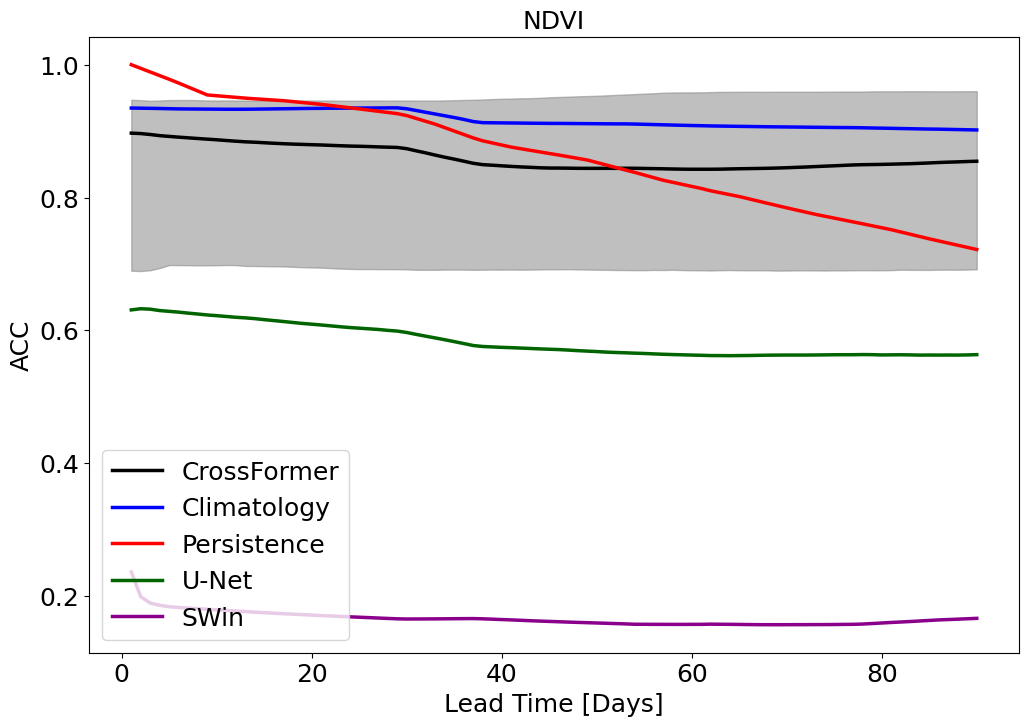 NDVI
1.0
0.8
0.6
0.4
0.2
ACC
CrossFormer
Climatology
Persistence
U-Net
SWin
0
20
40
60
80
Lead Time [Days]